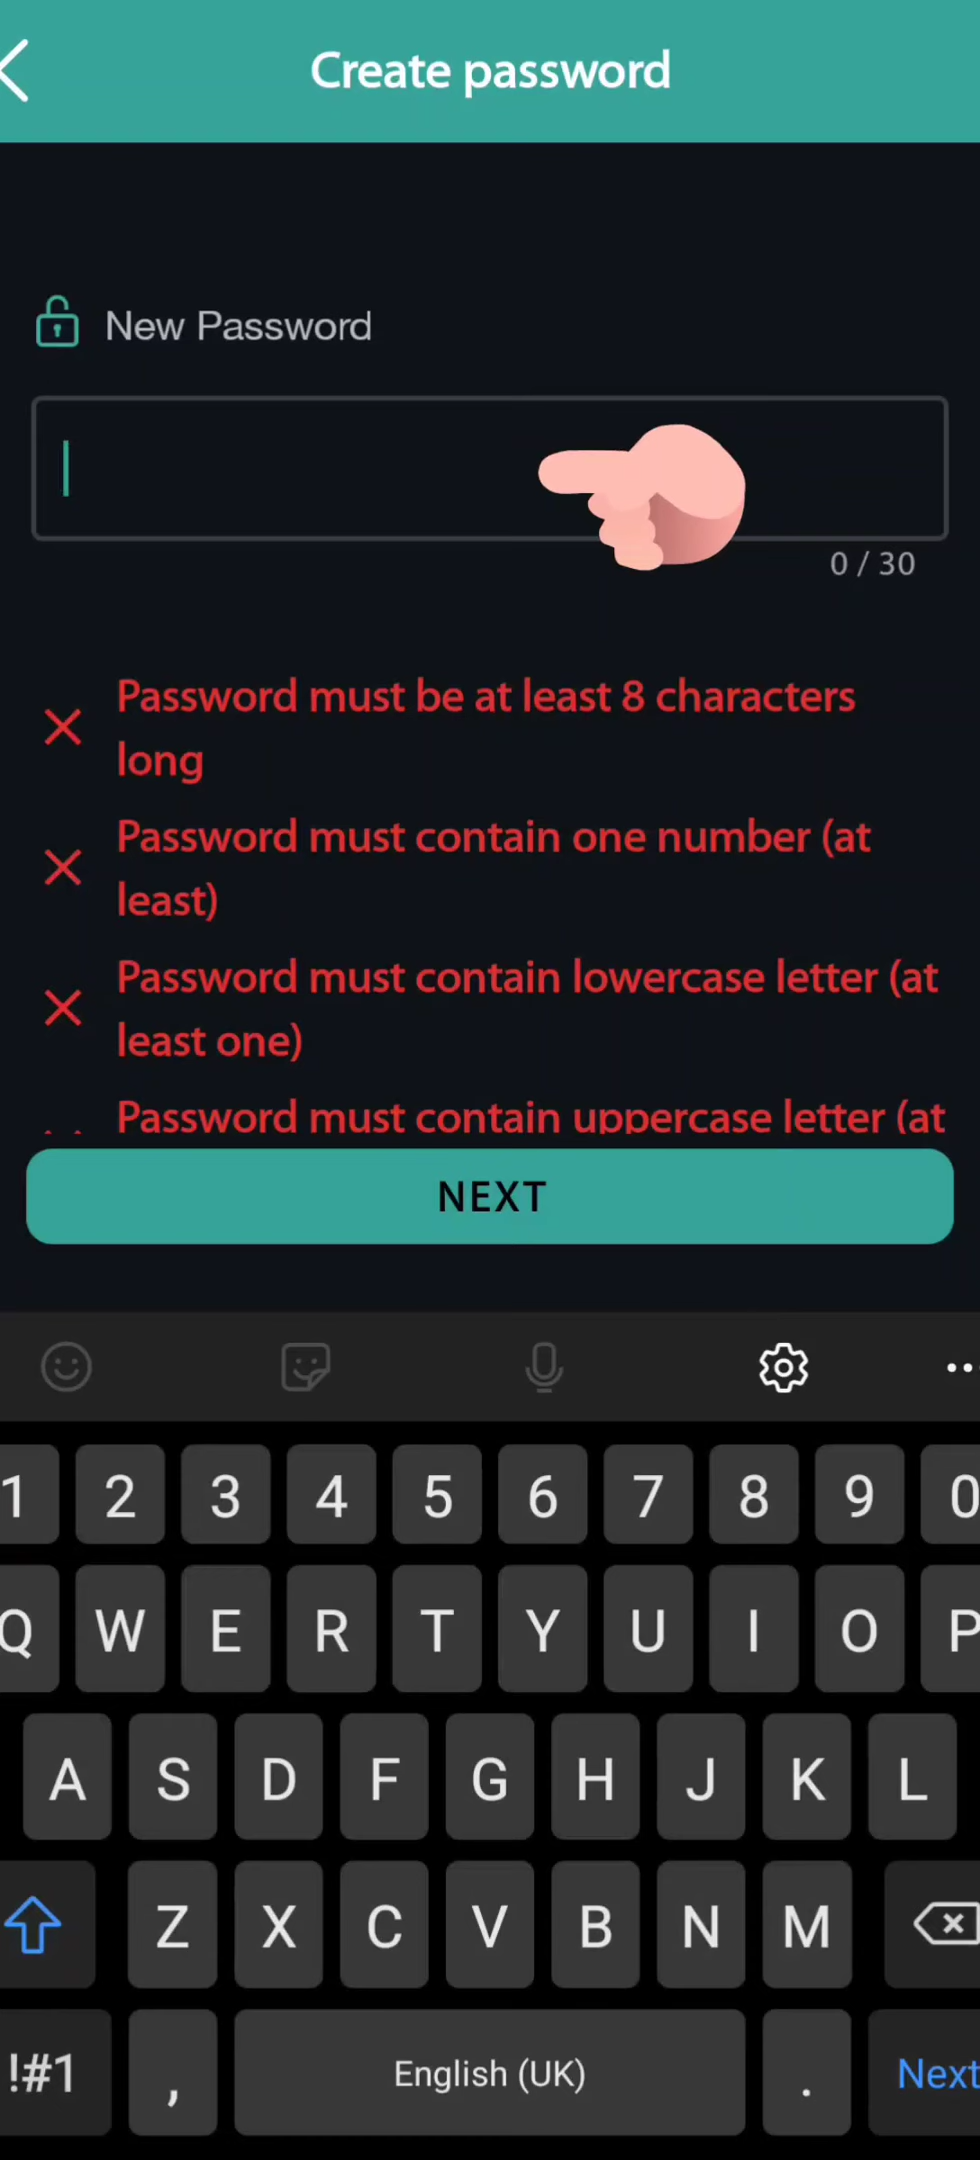 Create password
New Password
0 / 30
Password must be at least 8 characters
long
Password must contain one number (at
least)
Password must contain lowercase letter (at
least one)
Password must contain uppercase letter (at
NEXT
1 2 3 4 5 6 7 8 9 0
Q W E R T Y U I O P
A S D F G H J K L
Z X C V B N M
!#1 , English (UK) . Next